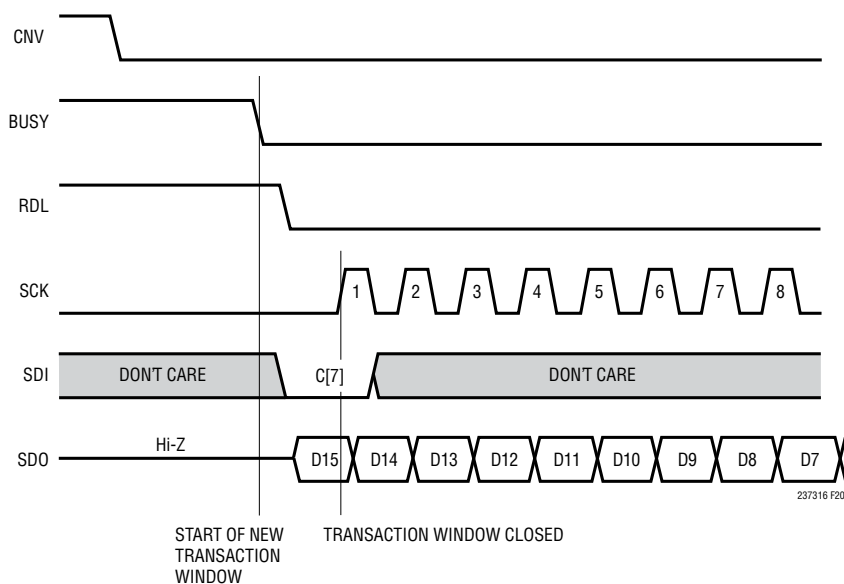 CNV
BUSY
RDL
SCK
1 2 3 4 5 6 7 8
SDI
DON'T CARE
C[7]
DON'T CARE
SDO
Hi-Z
D15 D14 D13 D12 D11 D10 D9 D8 D7
237316 F20
START OF NEW
TRANSACTION
WINDOW
TRANSACTION WINDOW CLOSED